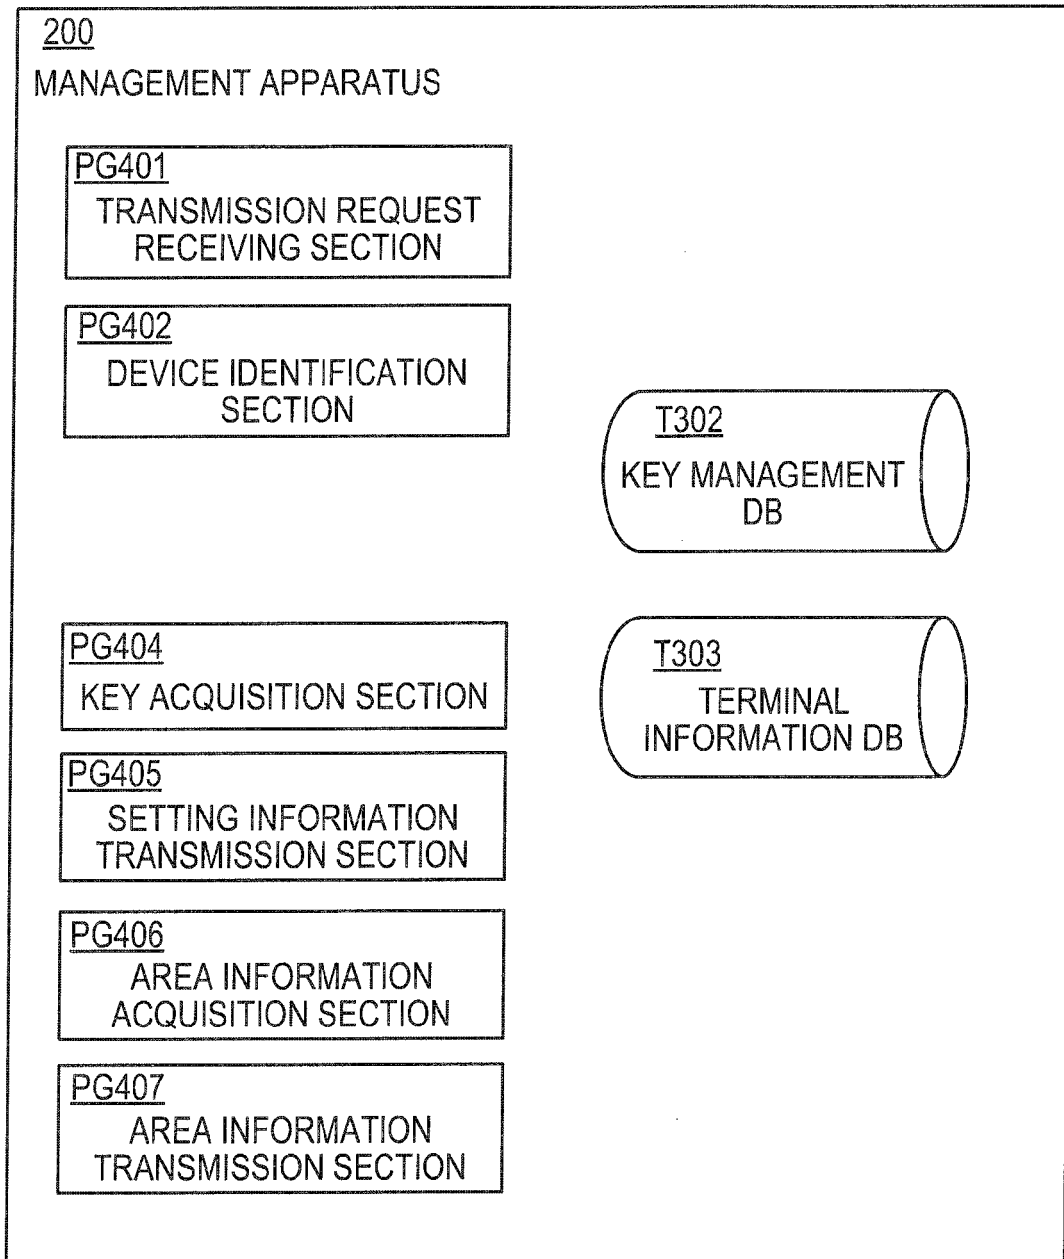 200
MANAGEMENT APPARATUS
PG401
TRANSMISSION REQUEST
RECEIVING SECTION
PG402
DEVICE IDENTIFICATION
SECTION
T302
KEY MANAGEMENT
DB
PG404
KEY ACQUISITION SECTION
T303
TERMINAL
INFORMATION DB
PG405
SETTING INFORMATION
TRANSMISSION SECTION
PG406
AREA INFORMATION
ACQUISITION SECTION
PG407
AREA INFORMATION
TRANSMISSION SECTION